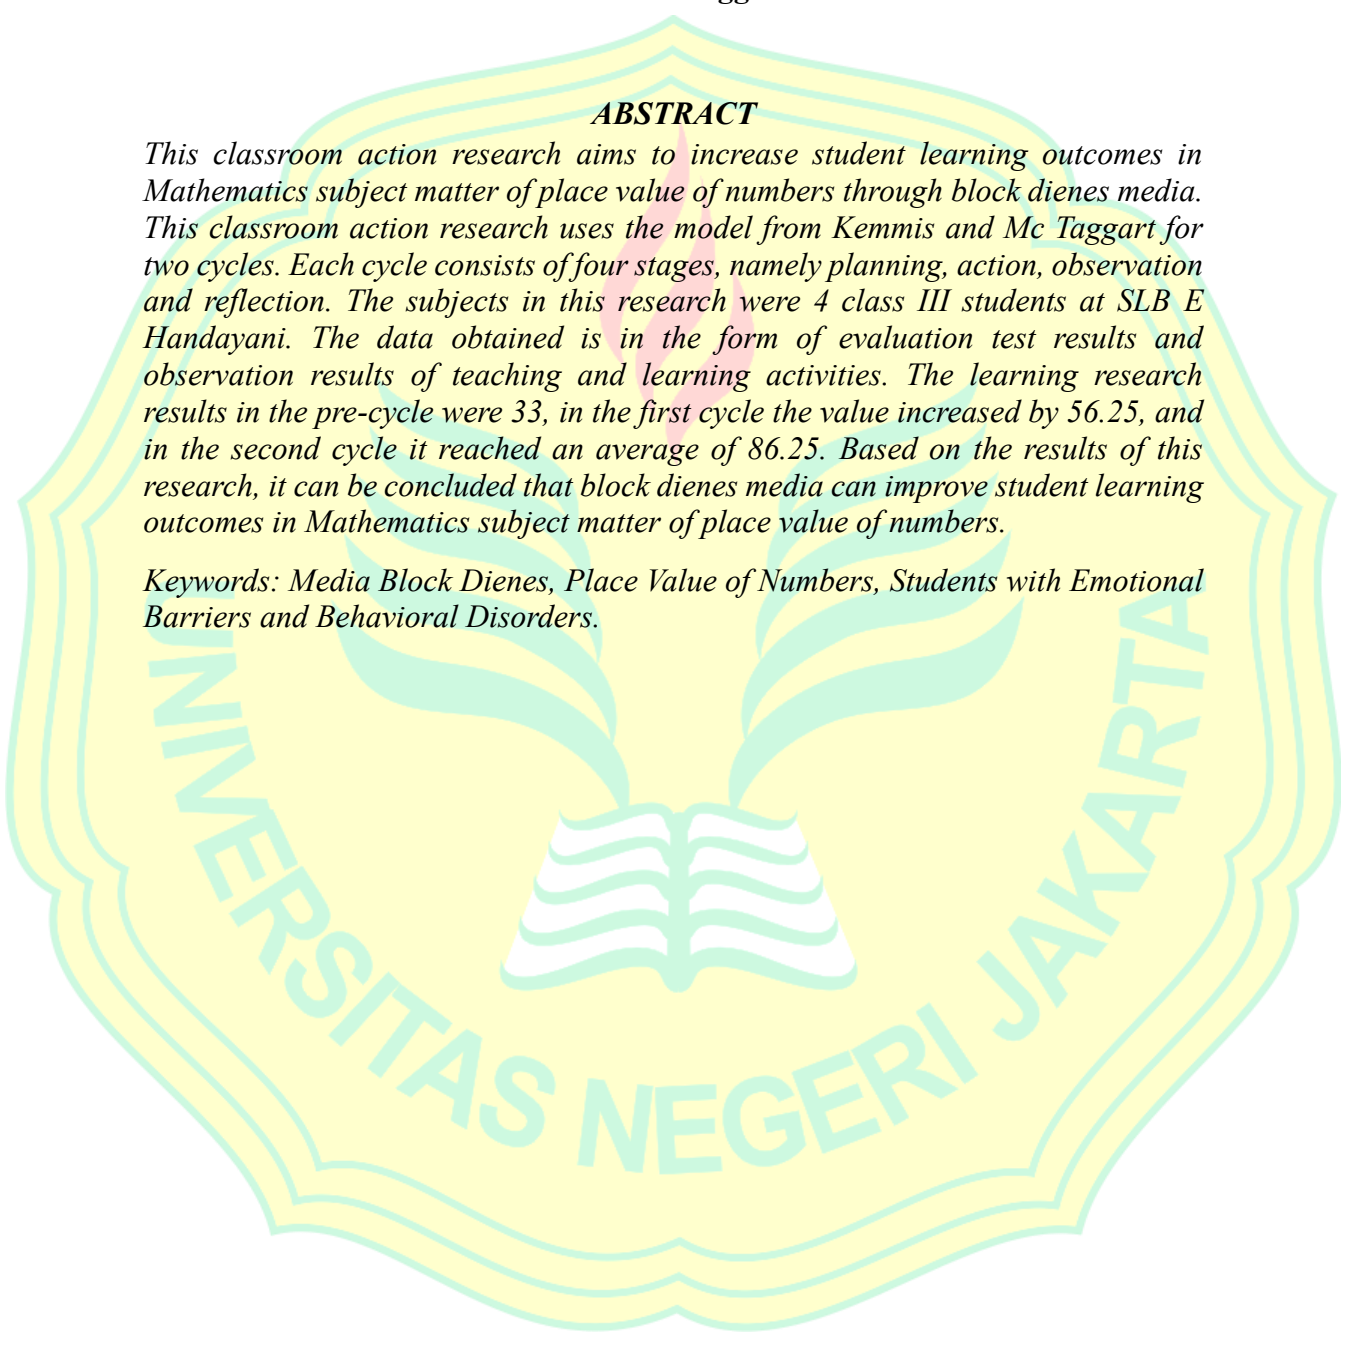 ABSTRACT
This classroom action research aims to increase student learning outcomes in
Mathematics subject matter of place value of numbers through block dienes media.
This classroom action research uses the model from Kemmis and Mc Taggart for
two cycles. Each cycle consists of four stages, namely planning, action, observation
and reflection. The subjects in this research were 4 class III students at SLB E
Handayani. The data obtained is in the form of evaluation test results and
observation results of teaching and learning activities. The learning research
results in the pre-cycle were 33, in the first cycle the value increased by 56.25, and
in the second cycle it reached an average of 86.25. Based on the results of this
research, it can be concluded that block dienes media can improve student learning
outcomes in Mathematics subject matter of place value of numbers.
Keywords: Media Block Dienes, Place Value of Numbers, Students with Emotional
Barriers and Behavioral Disorders.
UNIVERSITAS NEGERI JAKARTA